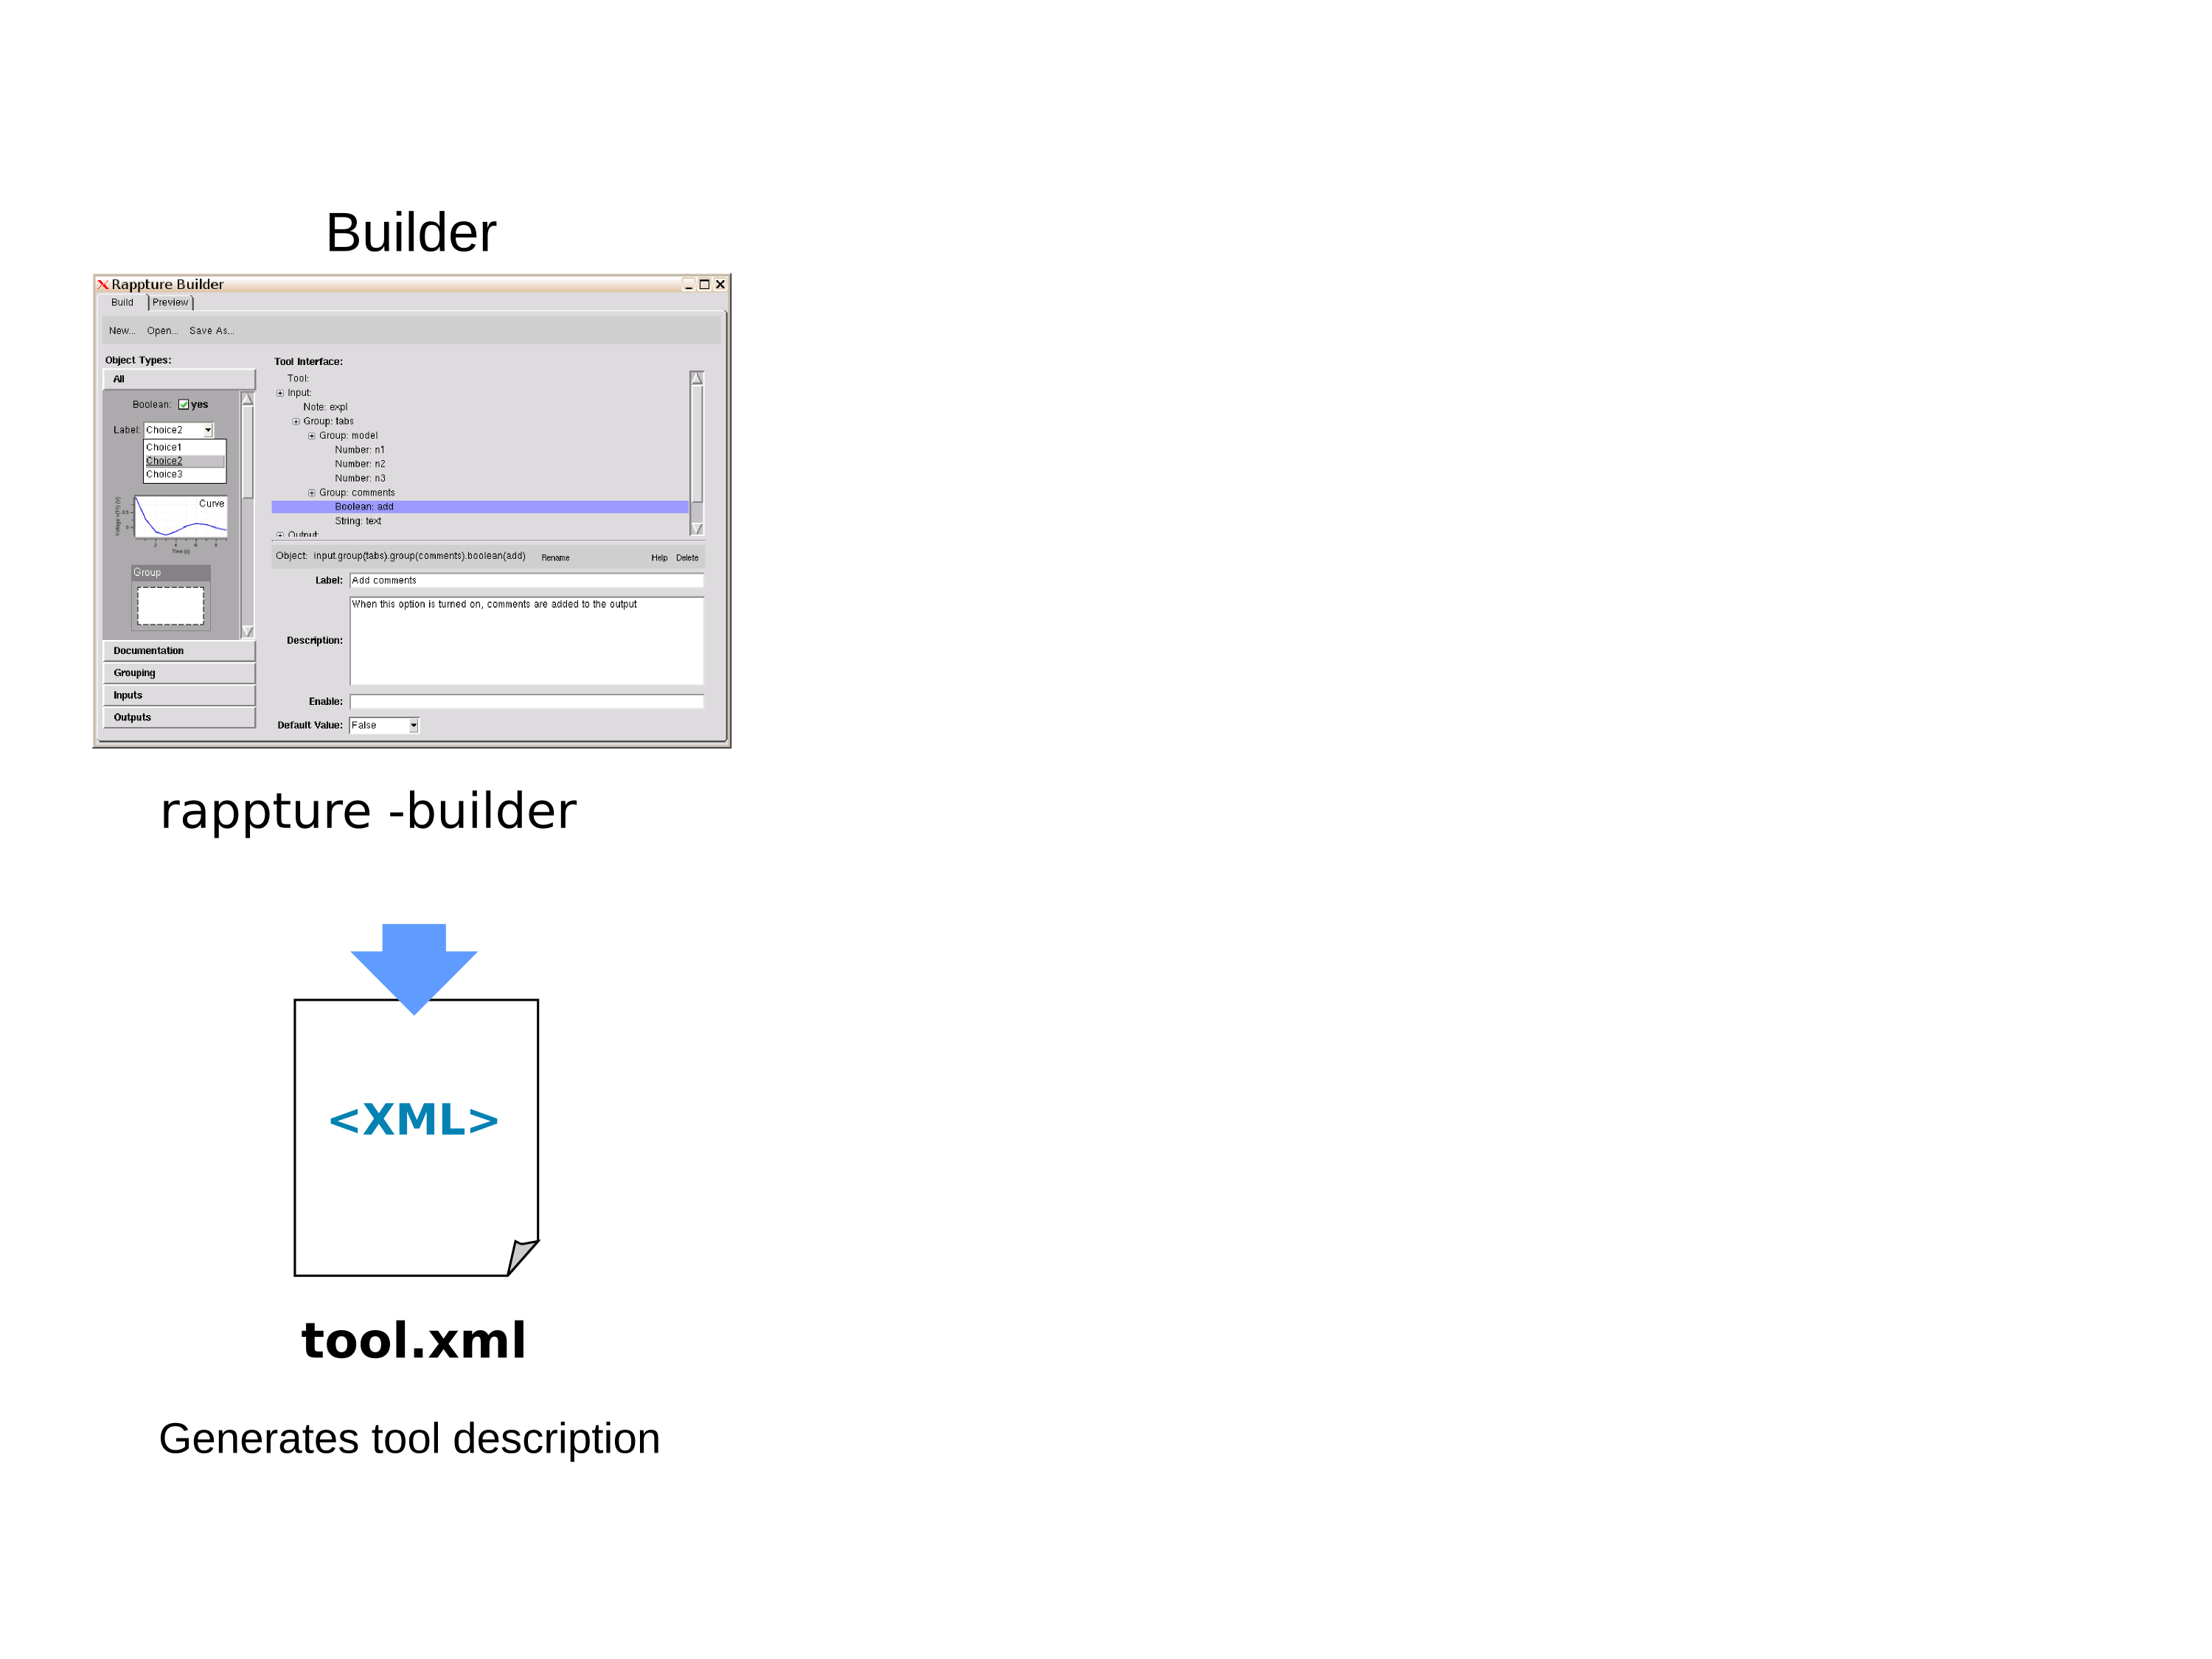 Builder
Rappture Builder
Build Preview
New... Open... Save As...
Object Types:
All
Boolean: yes
Label: Choice2
Choice1
Choice2
Choice3
Curve
Time (s)
Group
Documentation
Grouping
Inputs
Outputs
Tool Interface:
Tool:
Input:
Note: expl
Group: tabs
Group: model
Number: n1
Number: n2
Number: n3
Group: comments
Boolean: add
String: text
Output:
Object: input.group(tabs).group(comments).boolean(add) Rename Help Delete
Label: Add comments
Description: When this option is turned on, comments are added to the output
Enable:
Default Value: False
rappture -builder
<XML>
tool.xml
Generates tool description